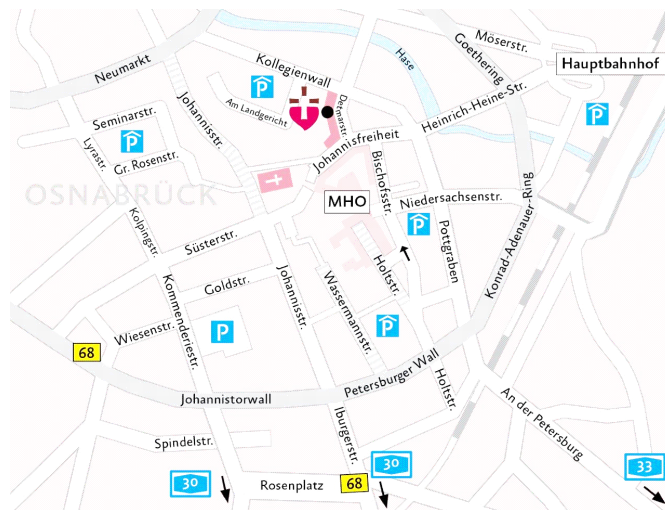 Neumarkt
Kollegienwall
Hase
Goethering
Möserstr.
Hauptbahnhof
P
P
Am Landgericht
Detmarstr.
Heinrich-Heine-Str.
Seminarstr.
Johannisstr.
P
Lyrastr.
Gr. Rosenstr.
Johannisfreiheit
Bischofsstr.
OSNABRÜCK
MHO
Niedersachsenstr.
P
Kolpingstr.
Süsterstr.
Pottgraben
Konrad-Adenauer-Ring
Holtstr.
Goldstr.
Kommenderiestr.
Johannisstr.
Wassermannstr.
Wiesenstr.
P
P
68
Petersburger Wall
Johannistorwall
Holtstr.
An der Petersburg
Iburgerstr.
Spindelstr.
30
Rosenplatz
68
30
33